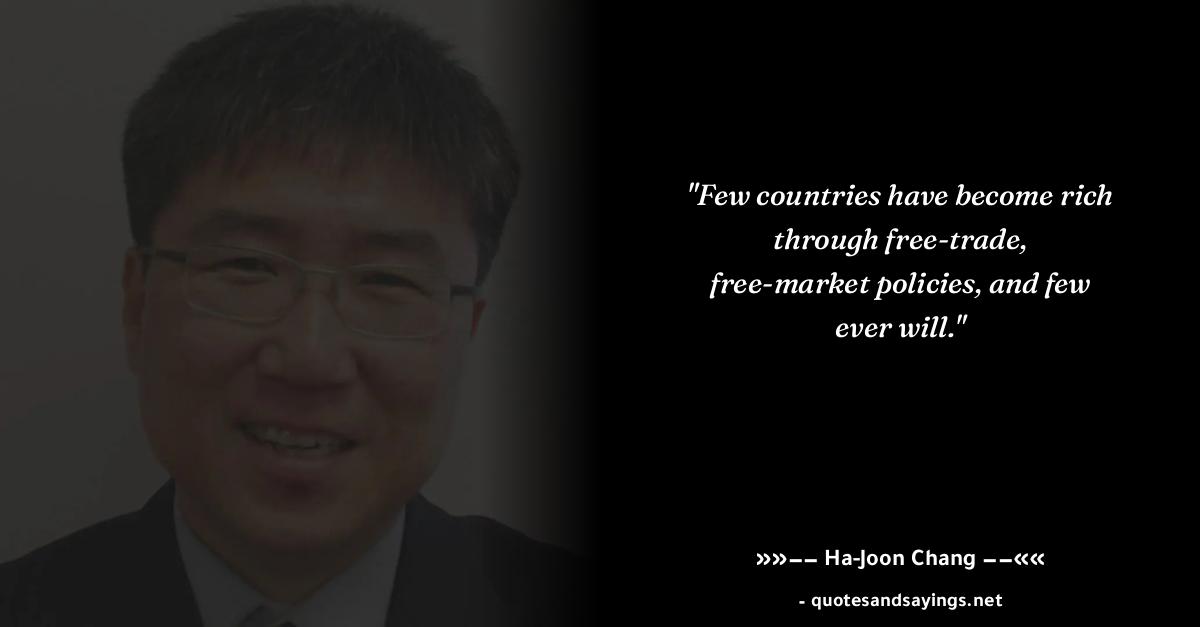 "Few countries have become rich
through free-trade,
free-market policies, and few
ever will."
»»−− Ha-Joon Chang −−««
- quotesandsayings.net